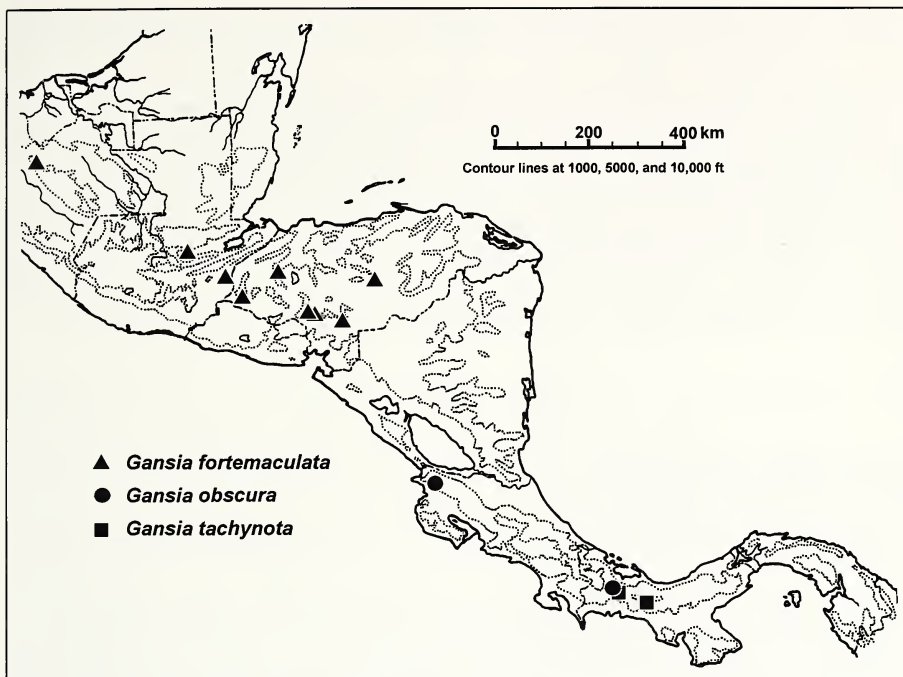 0 200 400 km
Contour lines at 1000, 5000, and 10,000 ft
Gansia fortemaculata
Gansia obscura
Gansia tachynota